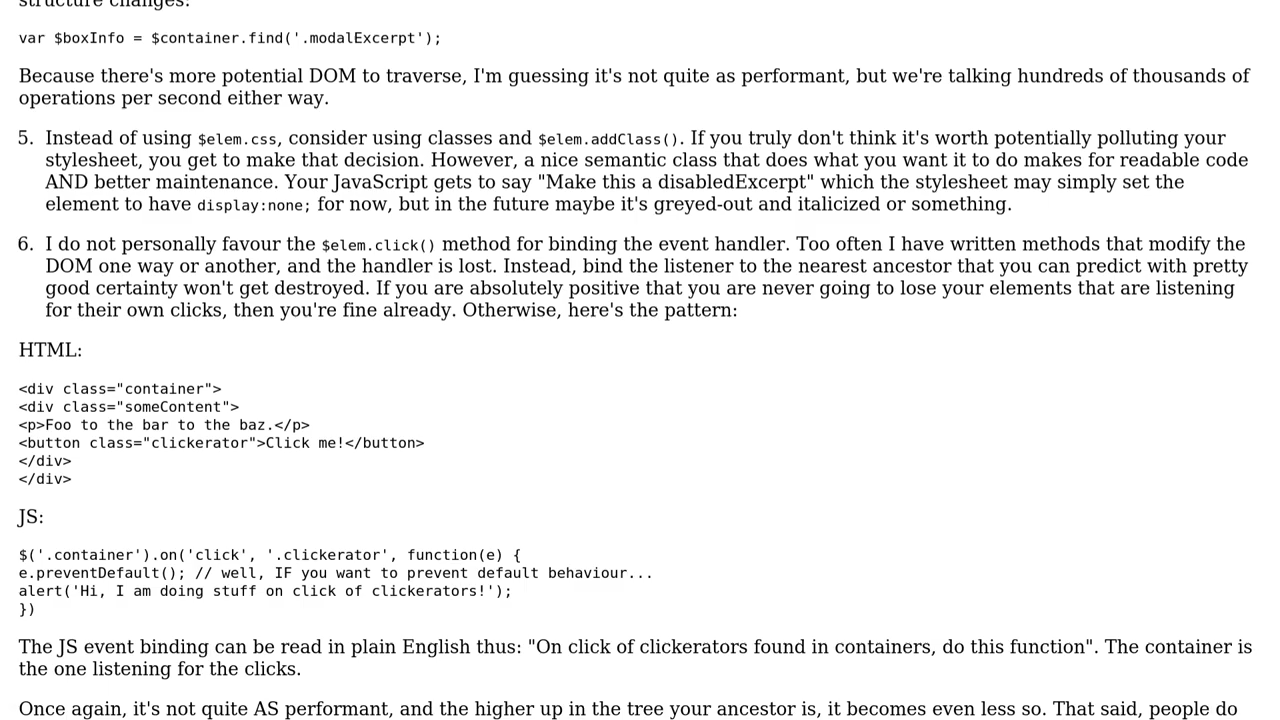 structure changes:
var $boxInfo = $container.find('.modalExcerpt');
Because there's more potential DOM to traverse, I'm guessing it's not quite as performant, but we're talking hundreds of thousands of
operations per second either way.
5. Instead of using $elem.css, consider using classes and $elem.addClass(). If you truly don't think it's worth potentially polluting your
stylesheet, you get to make that decision. However, a nice semantic class that does what you want it to do makes for readable code
AND better maintenance. Your JavaScript gets to say "Make this a disabledExcerpt" which the stylesheet may simply set the
element to have display:none; for now, but in the future maybe it's greyed-out and italicized or something.
6. I do not personally favour the $elem.click() method for binding the event handler. Too often I have written methods that modify the
DOM one way or another, and the handler is lost. Instead, bind the listener to the nearest ancestor that you can predict with pretty
good certainty won't get destroyed. If you are absolutely positive that you are never going to lose your elements that are listening
for their own clicks, then you're fine already. Otherwise, here's the pattern:
HTML:
<div class="container">
<div class="someContent">
<p>Foo to the bar to the baz.</p>
<button class="clickerator">Click me!</button>
</div>
</div>
JS:
$('.container').on('click', '.clickerator', function(e) {
e.preventDefault(); // well, IF you want to prevent default behaviour...
alert('Hi, I am doing stuff on click of clickerators!');
})
The JS event binding can be read in plain English thus: "On click of clickerators found in containers, do this function". The container is
the one listening for the clicks.
Once again, it's not quite AS performant, and the higher up in the tree your ancestor is, it becomes even less so. That said, people do